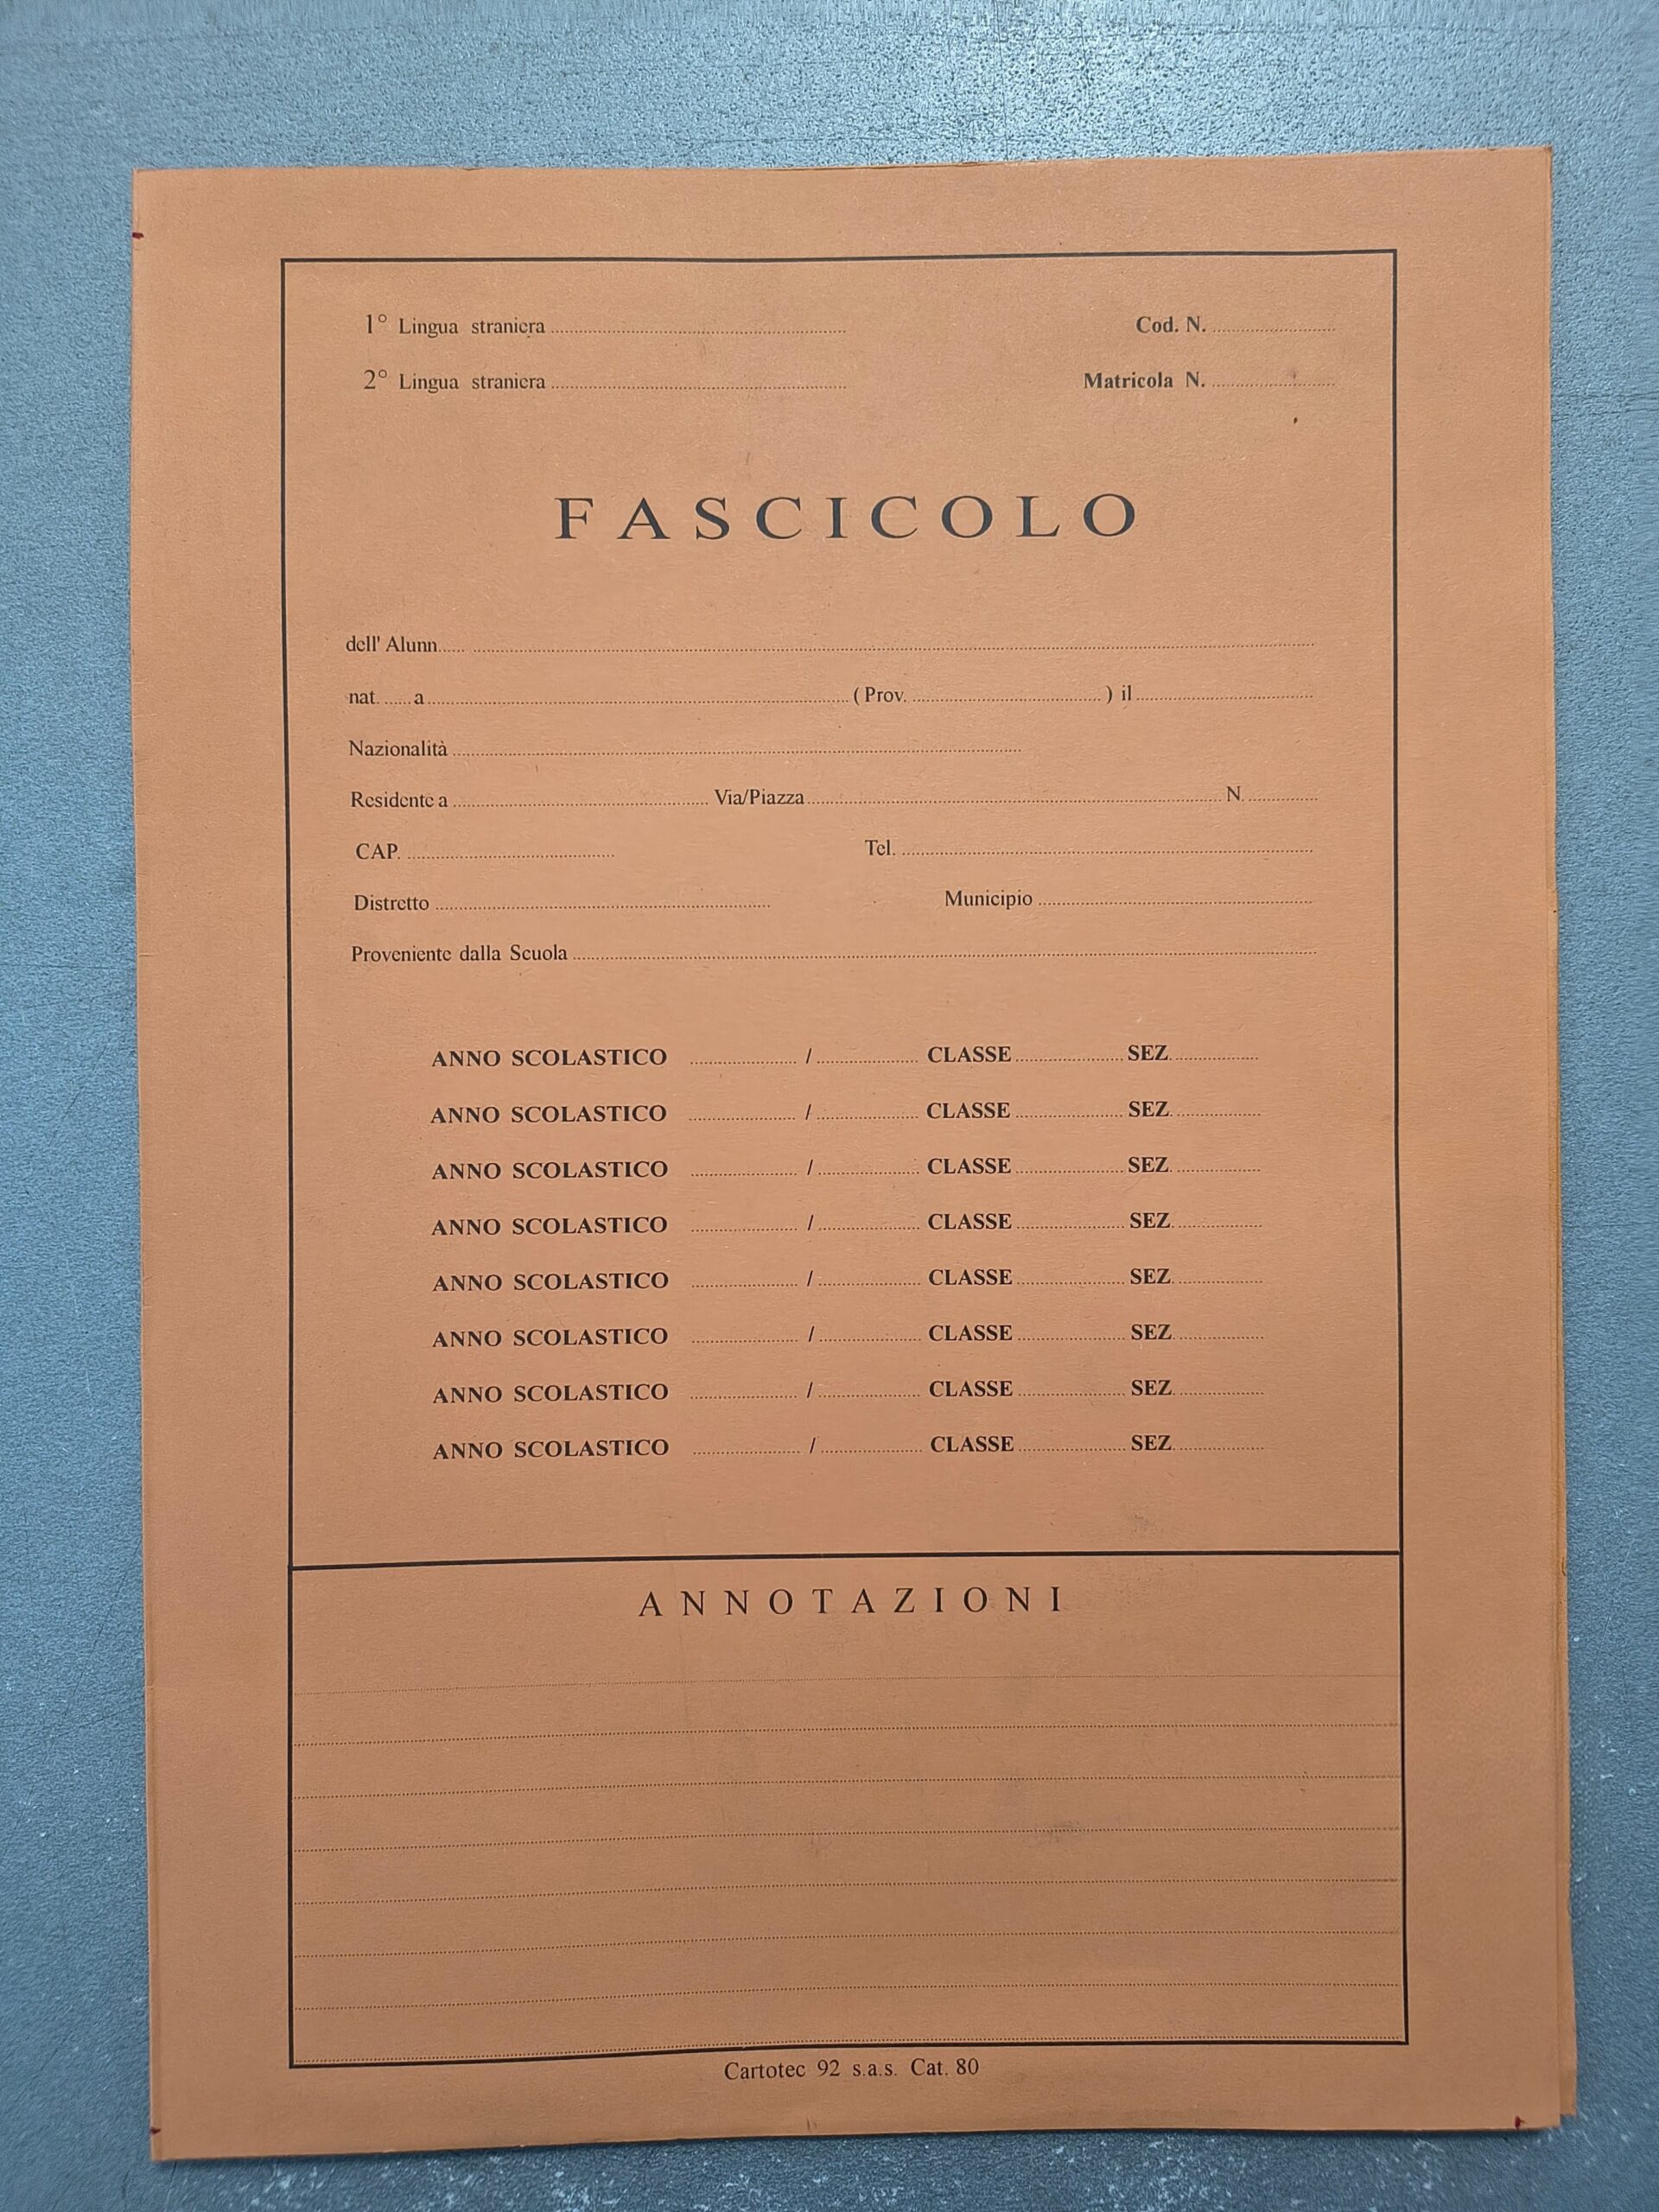 1° Lingua straniera ........................ Cod. N. ............
2° Lingua straniera ........................ Matricola N. ............
FASCICOLO
dell' Alunn..... ........................................................
nat. ...... a .............................. ( Prov. .................... ) il ....................
Nazionalità ........................................
Residente a .............................. Via/Piazza ........................................ N. ..........
CAP. .................... Tel. ........................................
Distretto .............................. Municipio ..............................
Proveniente dalla Scuola ........................................................
ANNO SCOLASTICO ............ / ............ CLASSE ............ SEZ. ..........
ANNO SCOLASTICO ............ / ............ CLASSE ............ SEZ. ..........
ANNO SCOLASTICO ............ / ............ CLASSE ............ SEZ. ..........
ANNO SCOLASTICO ............ / ............ CLASSE ............ SEZ. ..........
ANNO SCOLASTICO ............ / ............ CLASSE ............ SEZ. ..........
ANNO SCOLASTICO ............ / ............ CLASSE ............ SEZ. ..........
ANNO SCOLASTICO ............ / ............ CLASSE ............ SEZ. ..........
ANNO SCOLASTICO ............ / ............ CLASSE ............ SEZ. ..........
ANNOTAZIONI
Cartotec 92 s.a.s. Cat. 80